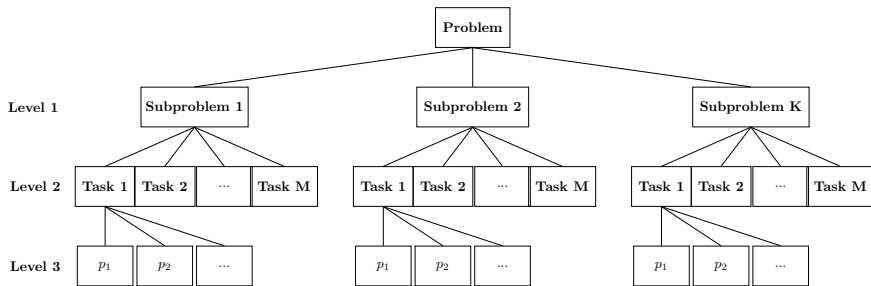 Problem
Level 1 Subproblem 1 Subproblem 2 Subproblem K
Level 2 Task 1 Task 2 ... Task M Task 1 Task 2 ... Task M Task 1 Task 2 ... Task M
Level 3 p₁ p₂ ... p₁ p₂ ... p₁ p₂ ...